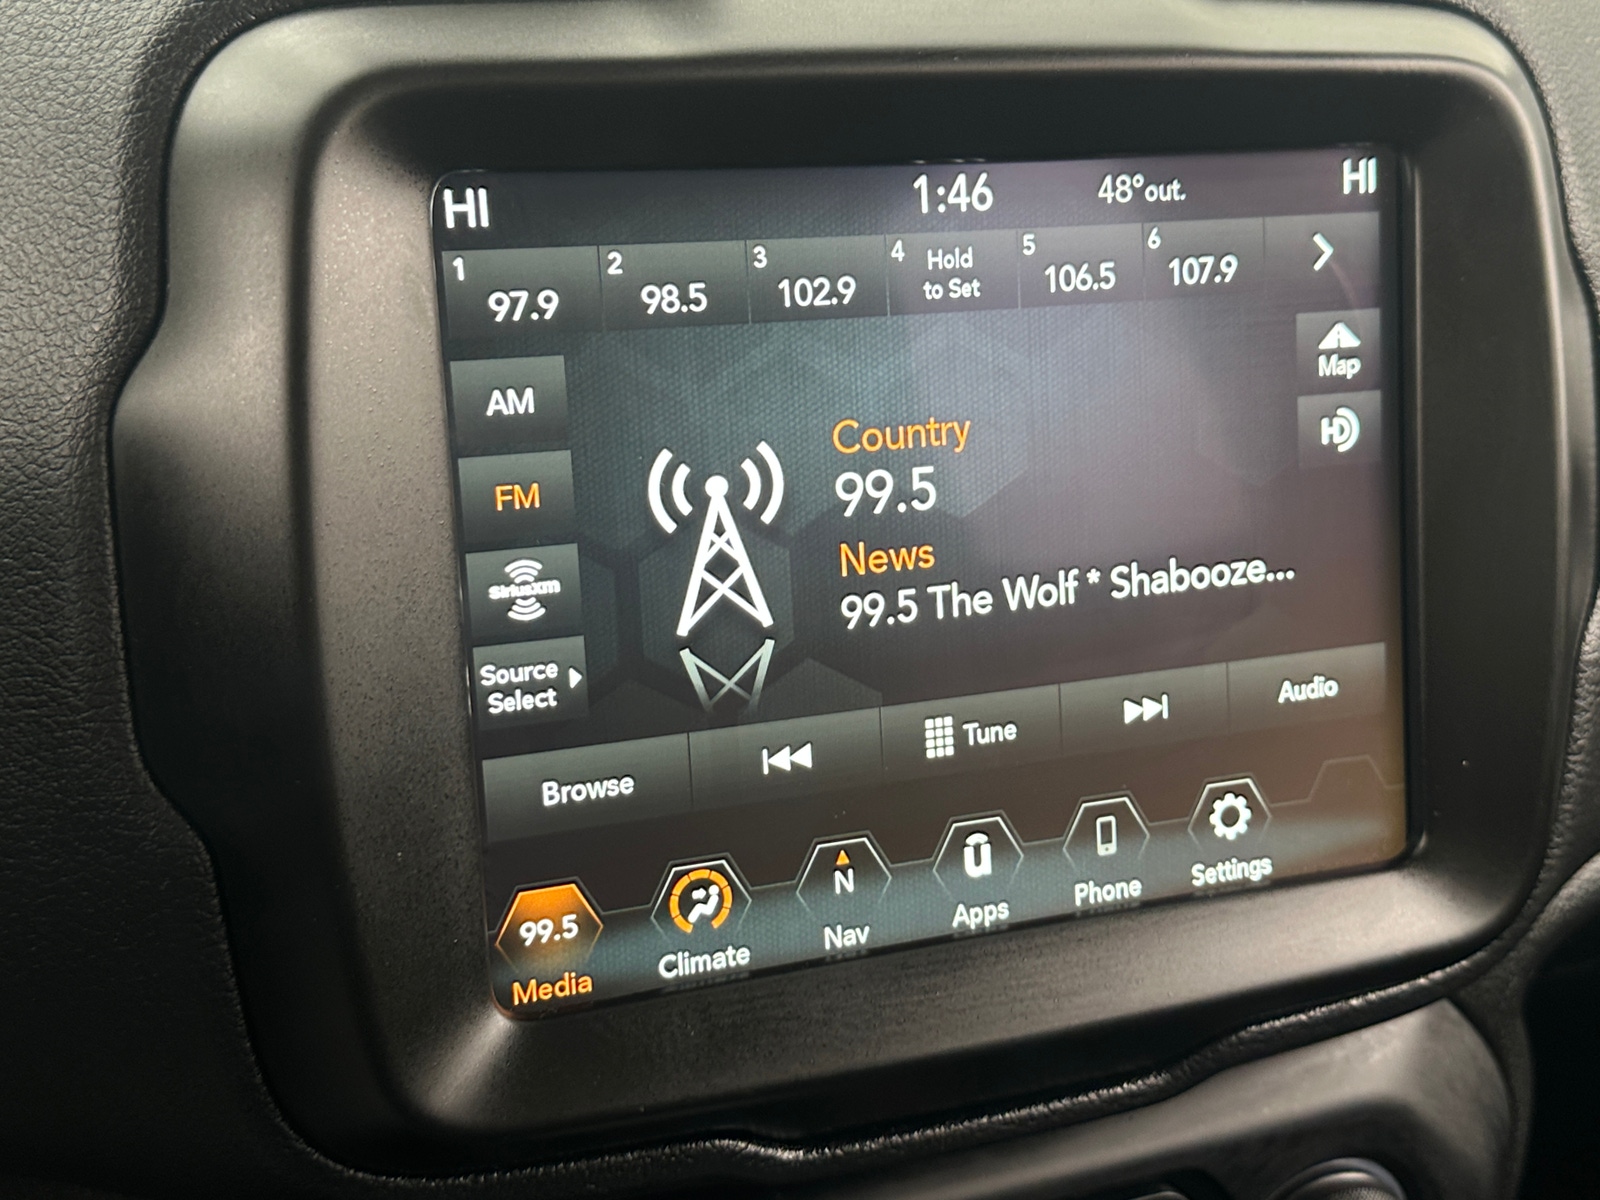 HI 1:46 48°out. HI
1 97.9 2 98.5 3 102.9 4 Hold to Set 5 106.5 6 107.9
Map
AM
HD
Country
99.5
FM
News
99.5 The Wolf * Shabooze...
SiriusXM
Source
Select
Browse Tune Audio
99.5 N u
Media Climate Nav Apps Phone Settings